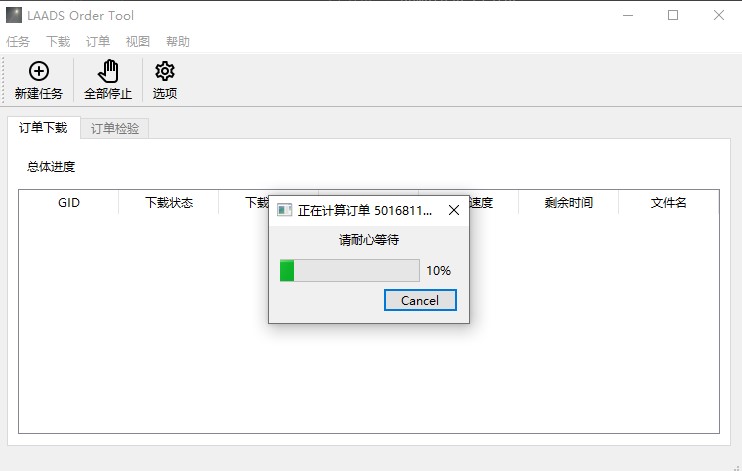 LAADS Order Tool
任务 下载 订单 视图 帮助
新建任务 全部停止 选项
订单下载 订单检验
总体进度
GID 下载状态 下载 速度 剩余时间 文件名
正在计算订单 5016811...
请耐心等待
10%
Cancel